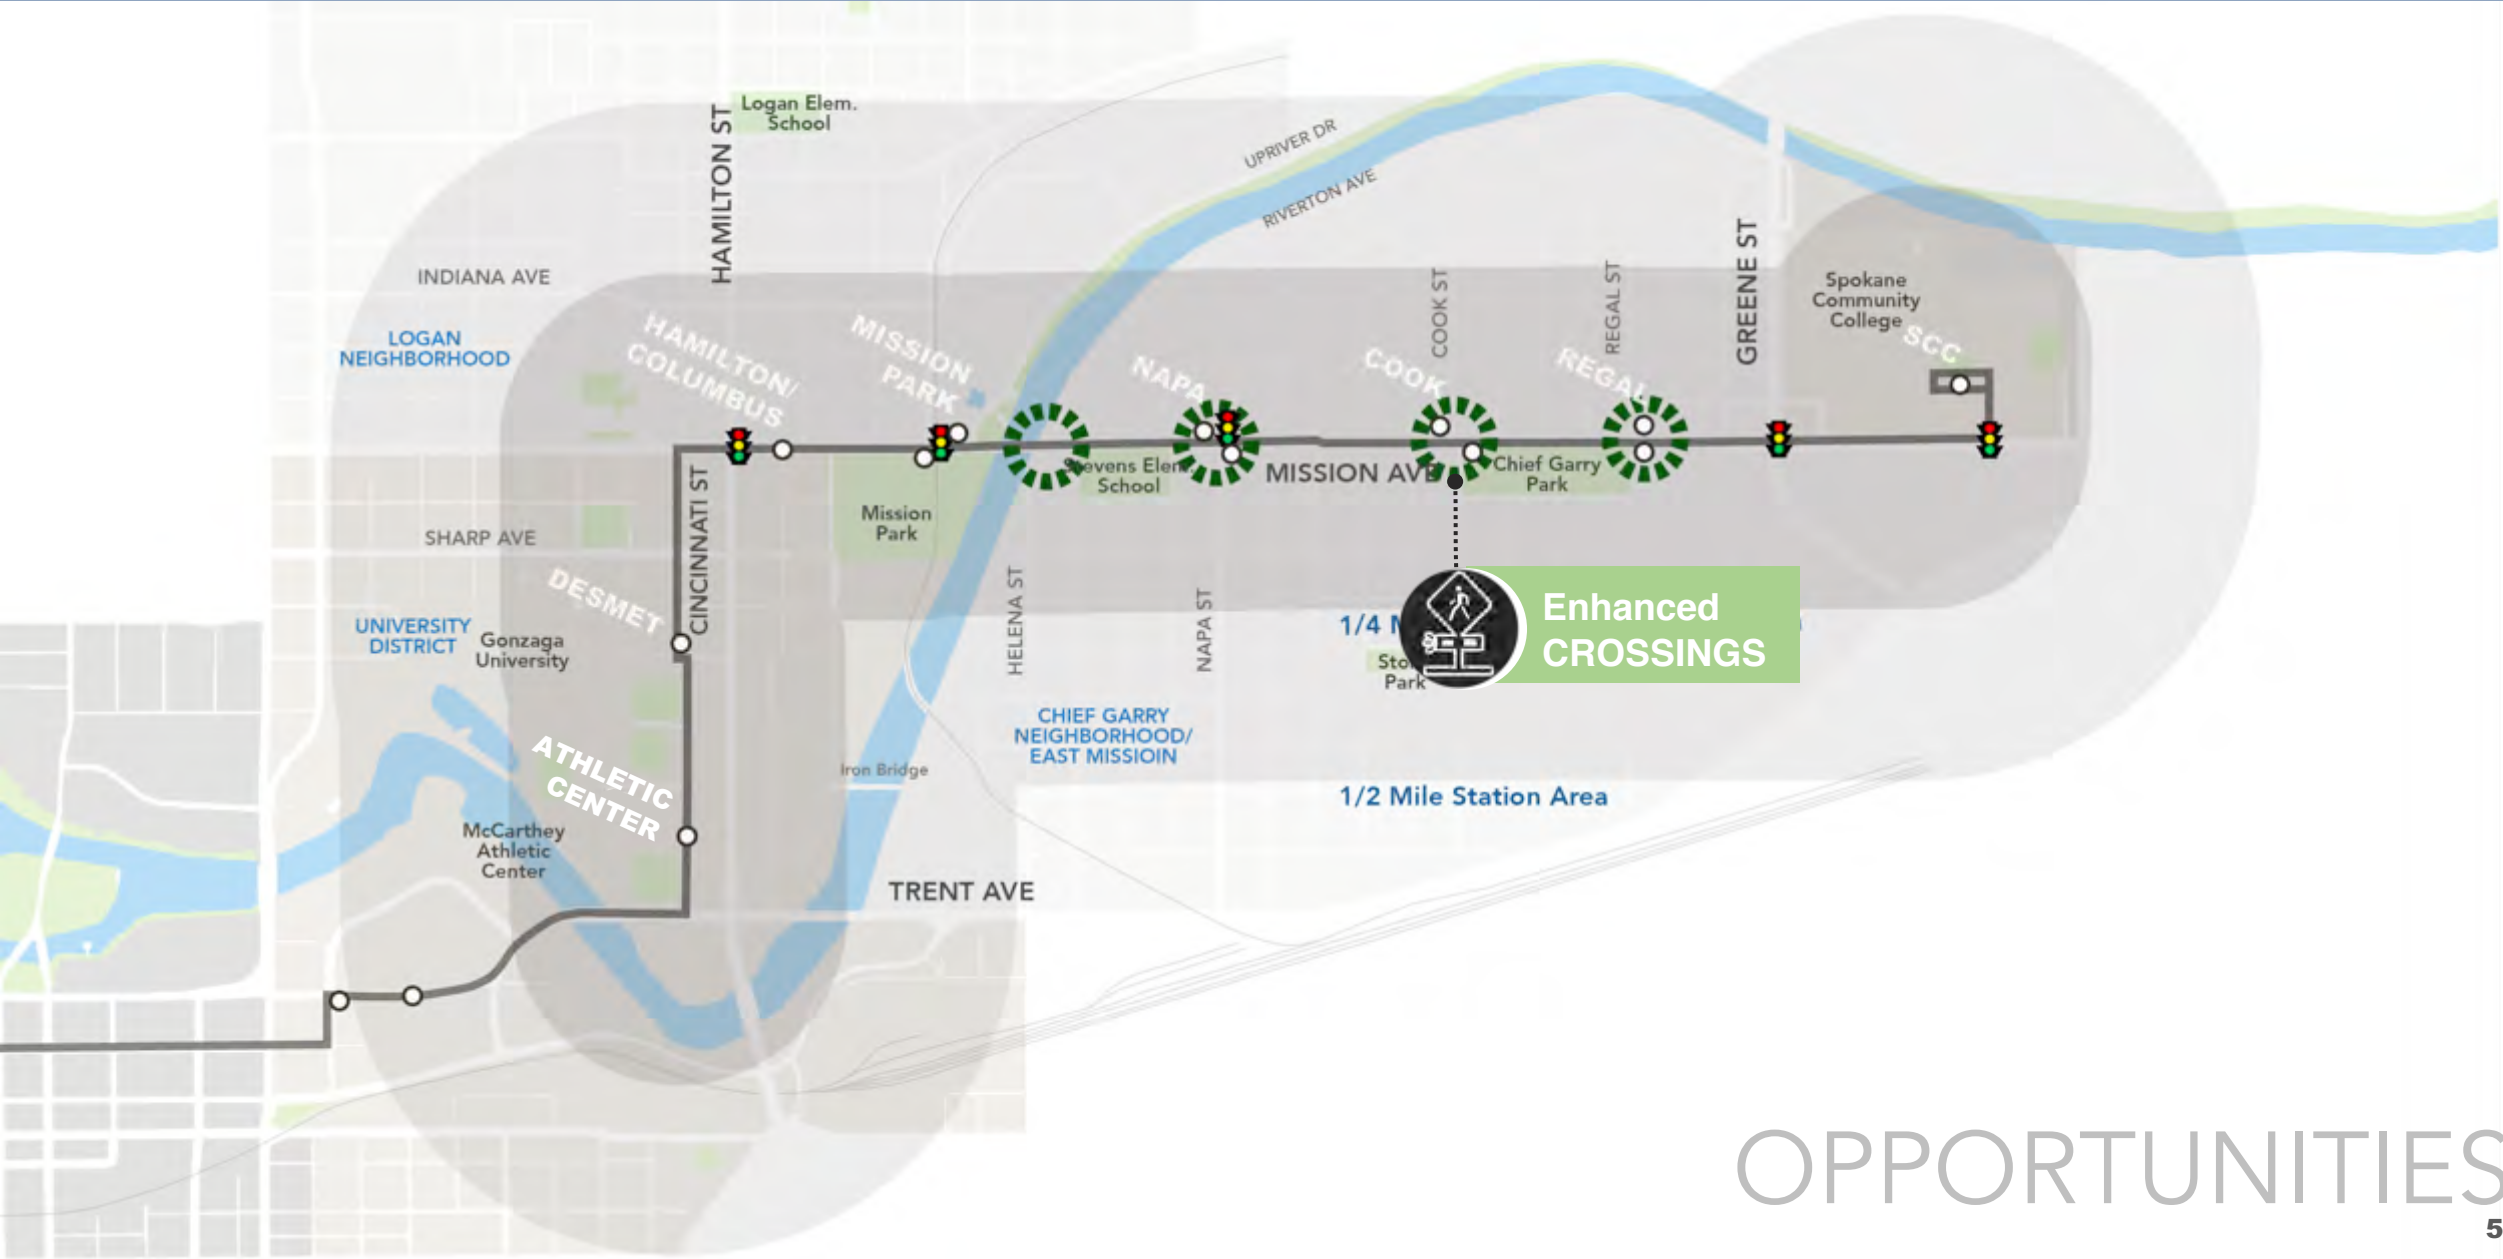 Logan Elem.
School
HAMILTON ST
UPRIVER DR
RIVERTON AVE
INDIANA AVE
LOGAN
NEIGHBORHOOD
HAMILTON/
COLUMBUS
MISSION
PARK
NAPA
COOK
COOK ST
REGAL
REGAL ST
GREENE ST
Spokane
Community
College
SCC
MISSION AVE
Stevens Elem.
School
Chief Garry
Park
Mission
Park
CINCINNATI ST
SHARP AVE
DESMET
UNIVERSITY
DISTRICT
Gonzaga
University
HELENA ST
NAPA ST
1/4
Enhanced
CROSSINGS
Park
CHIEF GARRY
NEIGHBORHOOD/
EAST MISSIOIN
ATHLETIC
CENTER
Iron Bridge
1/2 Mile Station Area
McCarthey
Athletic
Center
TRENT AVE
OPPORTUNITIES
5